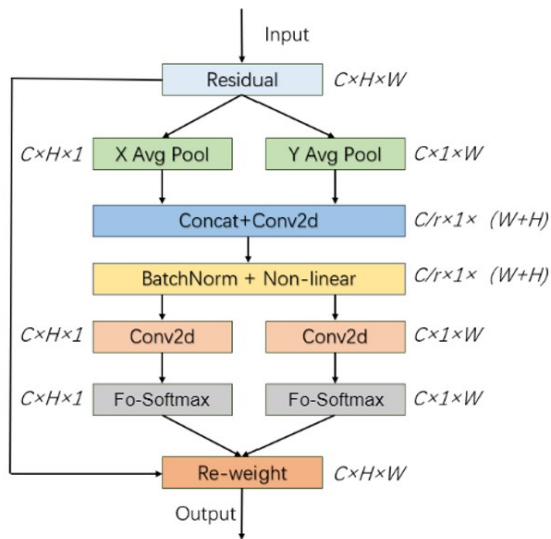 Input
Residual C×H×W
C×H×1 X Avg Pool Y Avg Pool C×1×W
Concat+Conv2d C/r×1× (W+H)
BatchNorm + Non-linear C/r×1× (W+H)
C×H×1 Conv2d Conv2d C×1×W
C×H×1 Fo-Softmax Fo-Softmax C×1×W
Re-weight C×H×W
Output